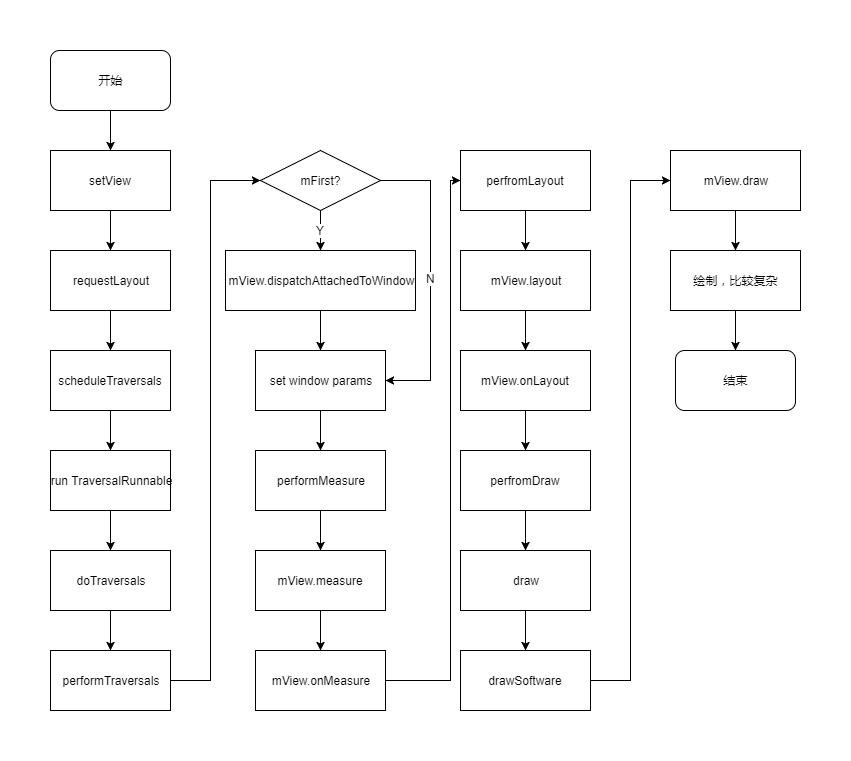 开始
setView
requestLayout
scheduleTraversals
run TraversalRunnable
doTraversals
performTraversals
mFirst?
Y
N
mView.dispatchAttachedToWindow
set window params
performMeasure
mView.measure
mView.onMeasure
perfromLayout
mView.layout
mView.onLayout
perfromDraw
draw
drawSoftware
mView.draw
绘制，比较复杂
结束